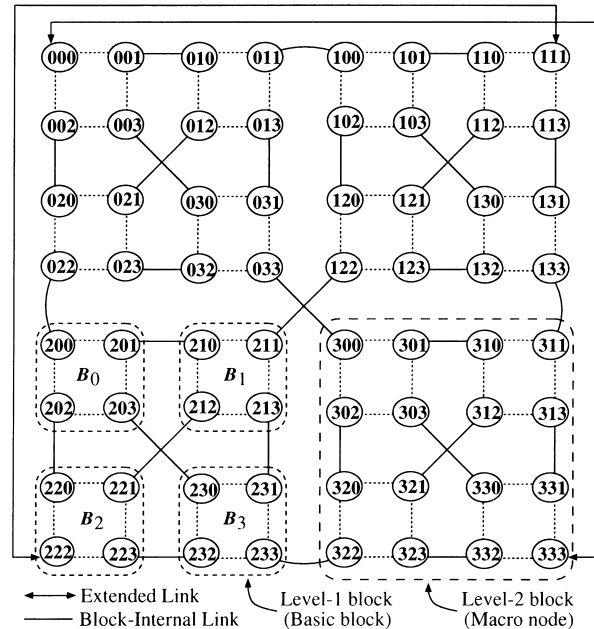 000 001 010 011 100 101 110 111
002 003 012 013 102 103 112 113
020 021 030 031 120 121 130 131
022 023 032 033 122 123 132 133
200 201 210 211 300 301 310 311
B0 B1
202 203 212 213 302 303 312 313
220 221 230 231 320 321 330 331
B2 B3
222 223 232 233 322 323 332 333
Extended Link Level-1 block Level-2 block
Block-Internal Link (Basic block) (Macro node)